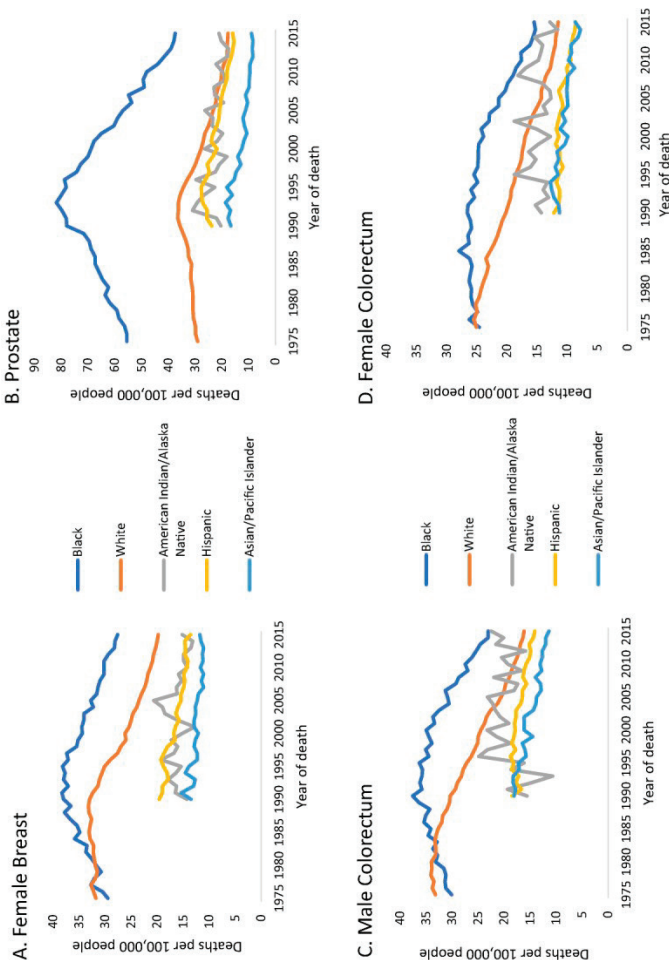 A. Female Breast
Deaths per 100,000 people
40
35
30
25
20
15
10
5
0
1975 1980 1985 1990 1995 2000 2005 2010 2015
Year of death
Black
White
American Indian/Alaska
Native
Hispanic
Asian/Pacific Islander
B. Prostate
Deaths per 100,000 people
90
80
70
60
50
40
30
20
10
0
1975 1980 1985 1990 1995 2000 2005 2010 2015
Year of death
C. Male Colorectum
Deaths per 100,000 people
40
35
30
25
20
15
10
5
0
1975 1980 1985 1990 1995 2000 2005 2010 2015
Year of death
Black
White
American Indian/Alaska
Native
Hispanic
Asian/Pacific Islander
D. Female Colorectum
Deaths per 100,000 people
40
35
30
25
20
15
10
5
0
1975 1980 1985 1990 1995 2000 2005 2010 2015
Year of death